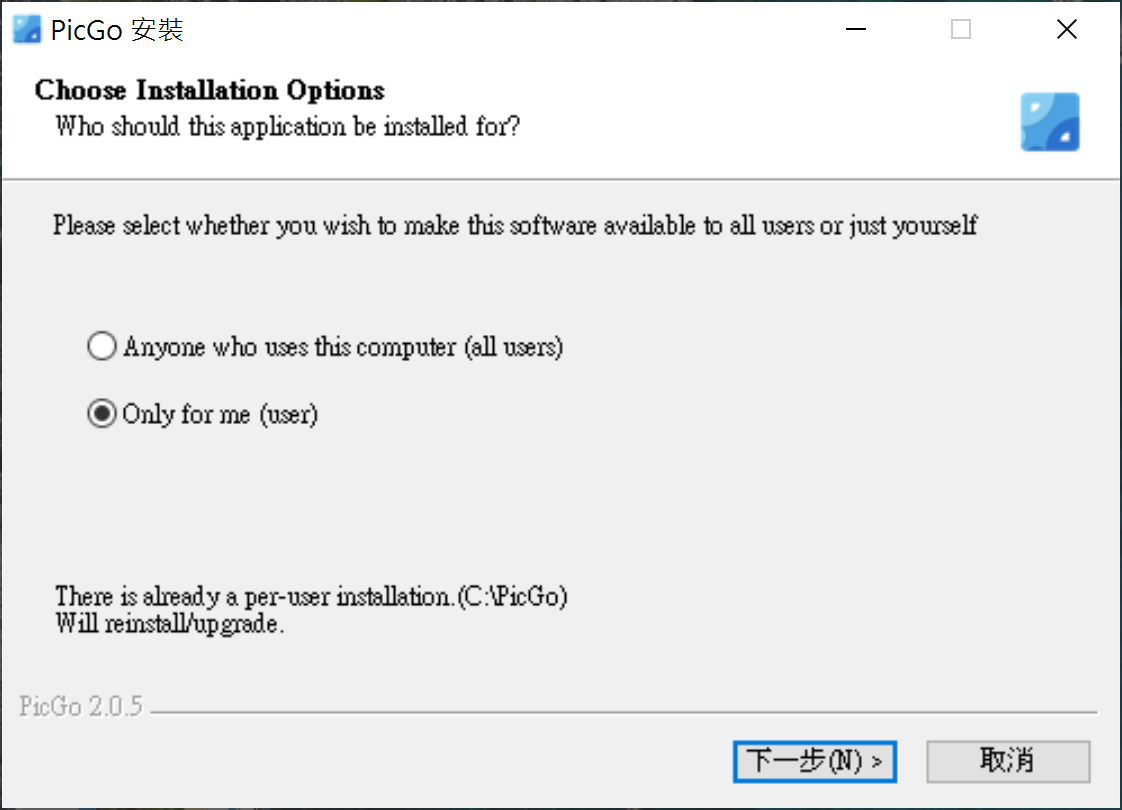 PicGo 安裝
Choose Installation Options
Who should this application be installed for?
Please select whether you wish to make this software available to all users or just yourself
Anyone who uses this computer (all users)
Only for me (user)
There is already a per-user installation.(C:\PicGo)
Will reinstall/upgrade.
PicGo 2.0.5
下一步(N) >
取消